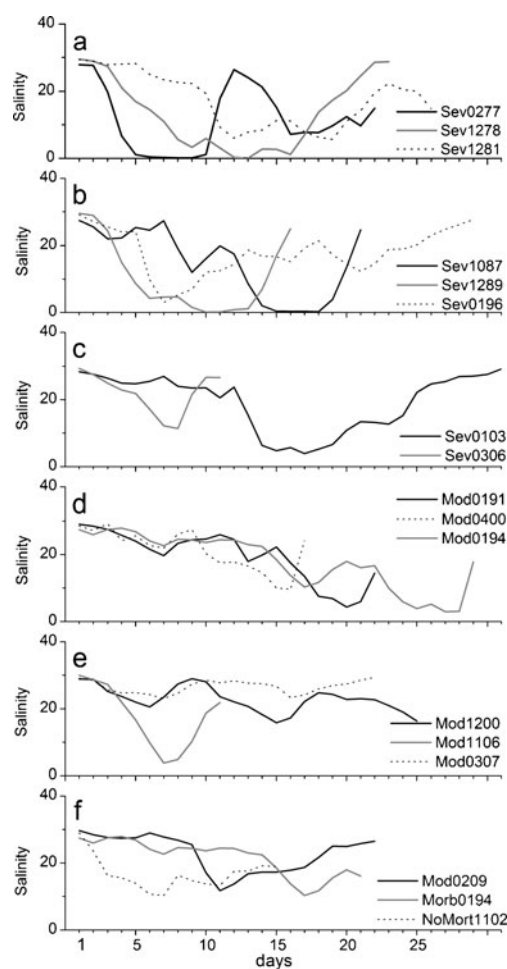 40
a
20
Salinity
0
Sev0277
Sev1278
Sev1281
40
b
20
Salinity
0
Sev1087
Sev1289
Sev0196
40
c
20
Salinity
0
Sev0103
Sev0306
40
d
20
Salinity
0
Mod0191
Mod0400
Mod0194
40
e
20
Salinity
0
Mod1200
Mod1106
Mod0307
40
f
20
Salinity
0
Mod0209
Morb0194
NoMort1102
1 5 10 15 20 25
days